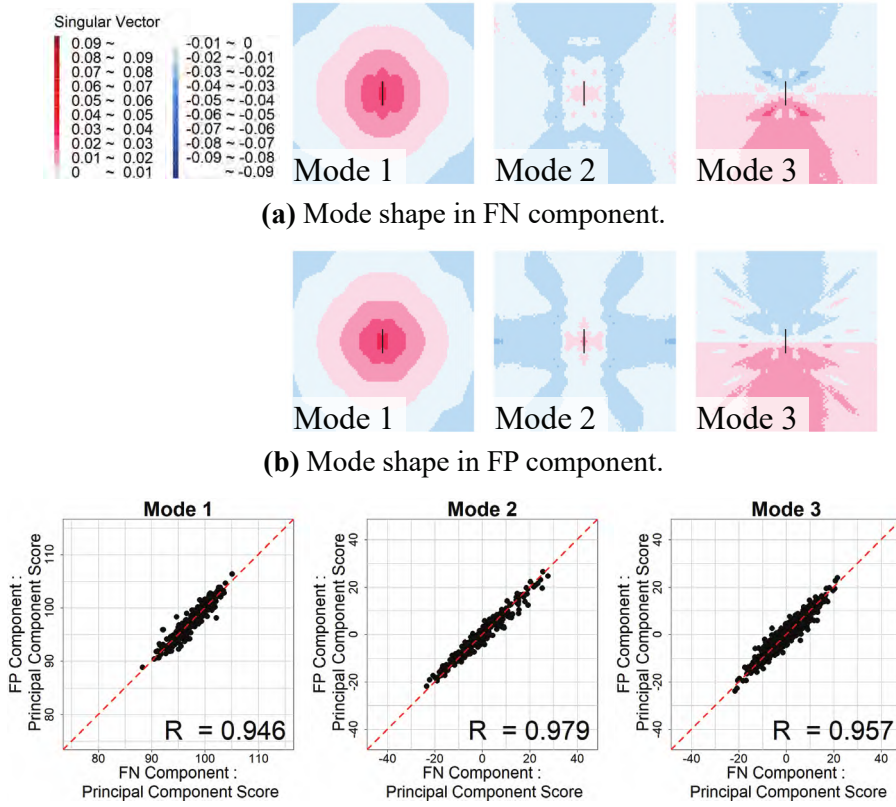 Singular Vector
0.09 ~
0.08 ~ 0.09
0.07 ~ 0.08
0.06 ~ 0.07
0.05 ~ 0.06
0.04 ~ 0.05
0.03 ~ 0.04
0.02 ~ 0.03
0.01 ~ 0.02
0 ~ 0.01
-0.01 ~ 0
-0.02 ~ -0.01
-0.03 ~ -0.02
-0.04 ~ -0.03
-0.05 ~ -0.04
-0.06 ~ -0.05
-0.07 ~ -0.06
-0.08 ~ -0.07
-0.09 ~ -0.08
~ -0.09
Mode 1
Mode 2
Mode 3
(a) Mode shape in FN component.
Mode 1
Mode 2
Mode 3
(b) Mode shape in FP component.
Mode 1
FP Component :
Principal Component Score
110
100
90
80
R = 0.946
80
90
100
110
FN Component :
Principal Component Score
Mode 2
FP Component :
Principal Component Score
40
20
0
-20
-40
R = 0.979
-40
-20
0
20
40
FN Component :
Principal Component Score
Mode 3
FP Component :
Principal Component Score
40
20
0
-20
-40
R = 0.957
-40
-20
0
20
40
FN Component :
Principal Component Score